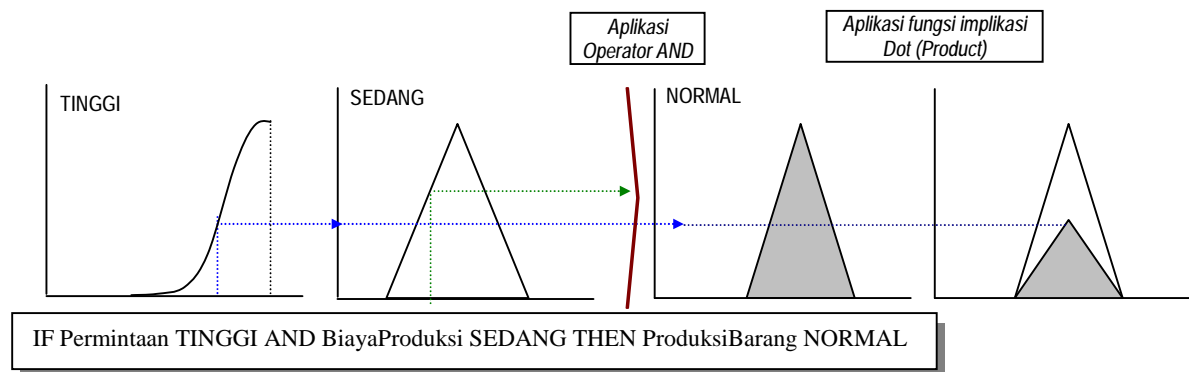 Aplikasi
Operator AND
Aplikasi fungsi implikasi
Dot (Product)
TINGGI
SEDANG
NORMAL
IF Permintaan TINGGI AND BiayaProduksi SEDANG THEN ProduksiBarang NORMAL